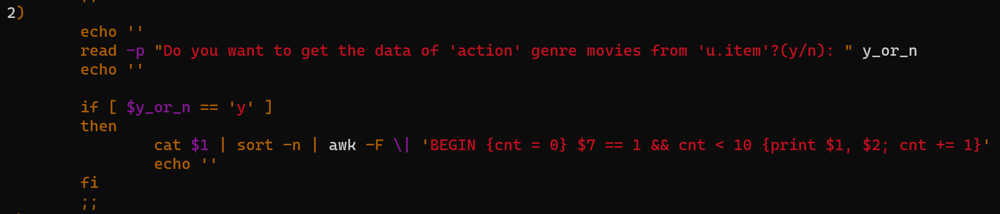 ;;
2)
echo ''
read -p "Do you want to get the data of 'action' genre movies from 'u.item'?(y/n): " y_or_n
echo ''
if [ $y_or_n == 'y' ]
then
cat $1 | sort -n | awk -F \| 'BEGIN {cnt = 0} $7 == 1 && cnt < 10 {print $1, $2; cnt += 1}'
echo ''
fi
;;